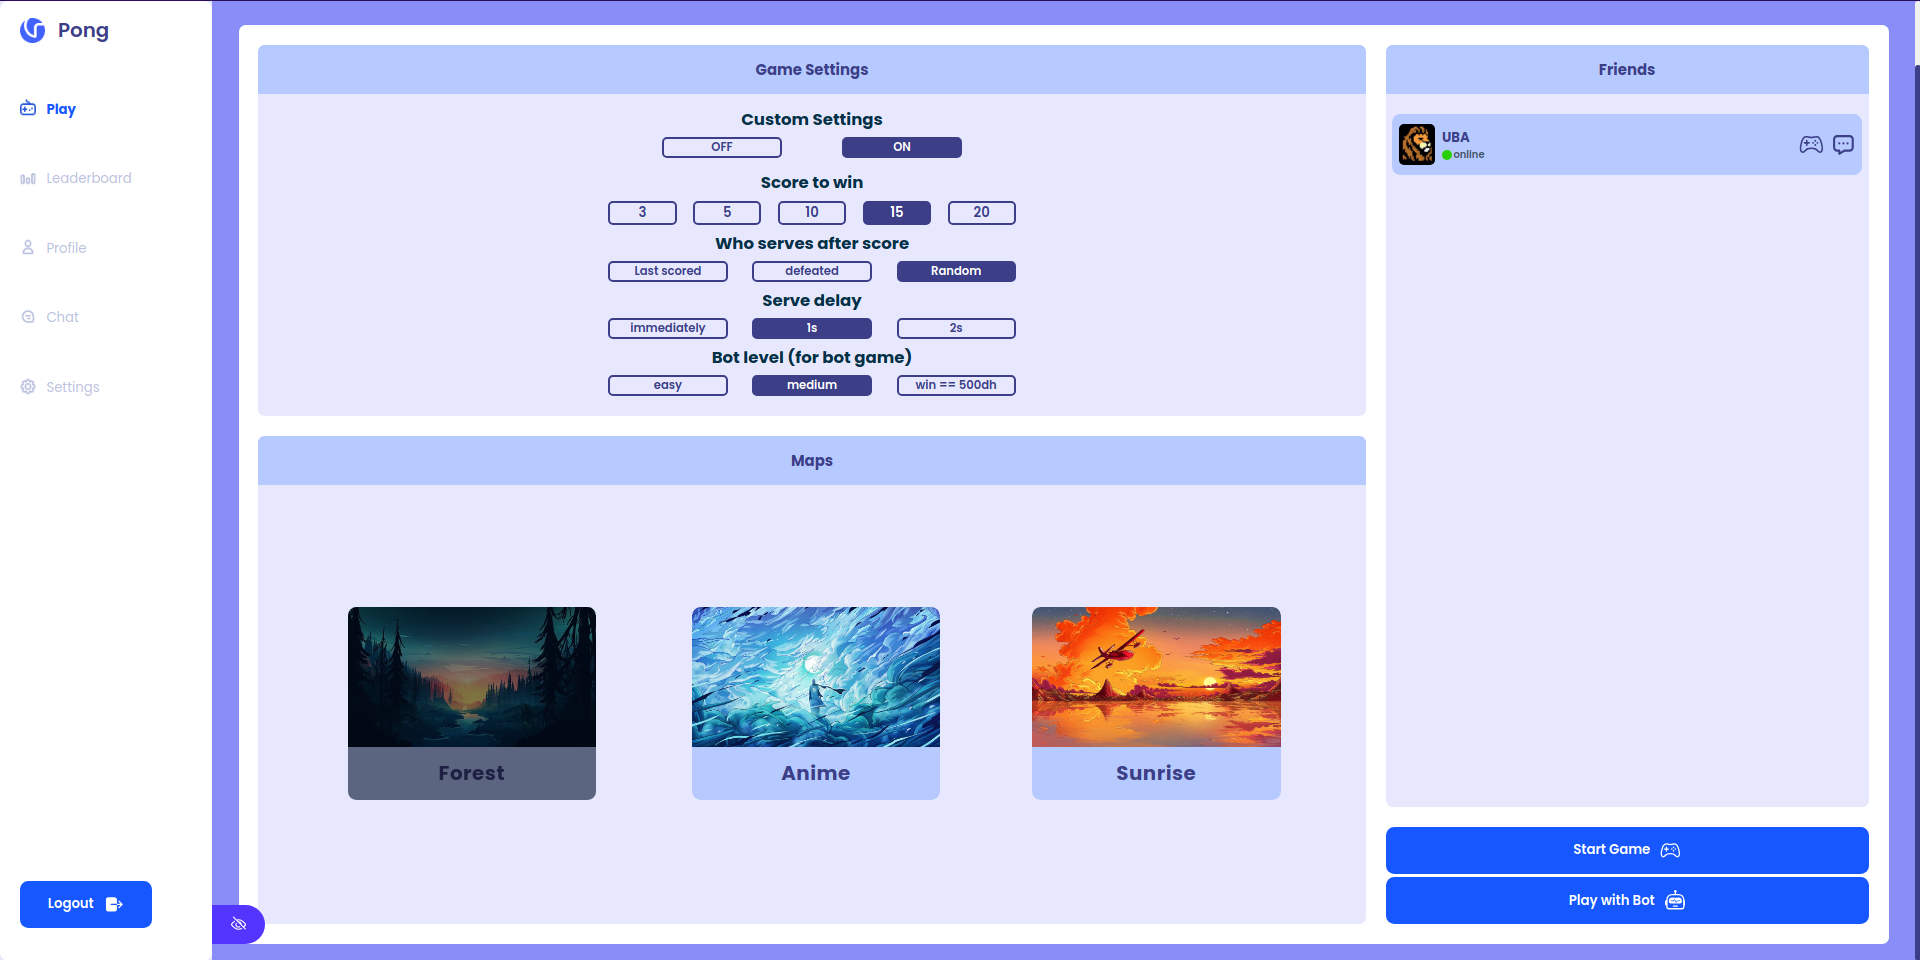 Pong
Play
Leaderboard
Profile
Chat
Settings
Logout
Game Settings
Custom Settings
OFF ON
Score to win
3 5 10 15 20
Who serves after score
Last scored defeated Random
Serve delay
immediately 1s 2s
Bot level (for bot game)
easy medium win == 500dh
Maps
Forest Anime Sunrise
Friends
UBA
online
Start Game
Play with Bot